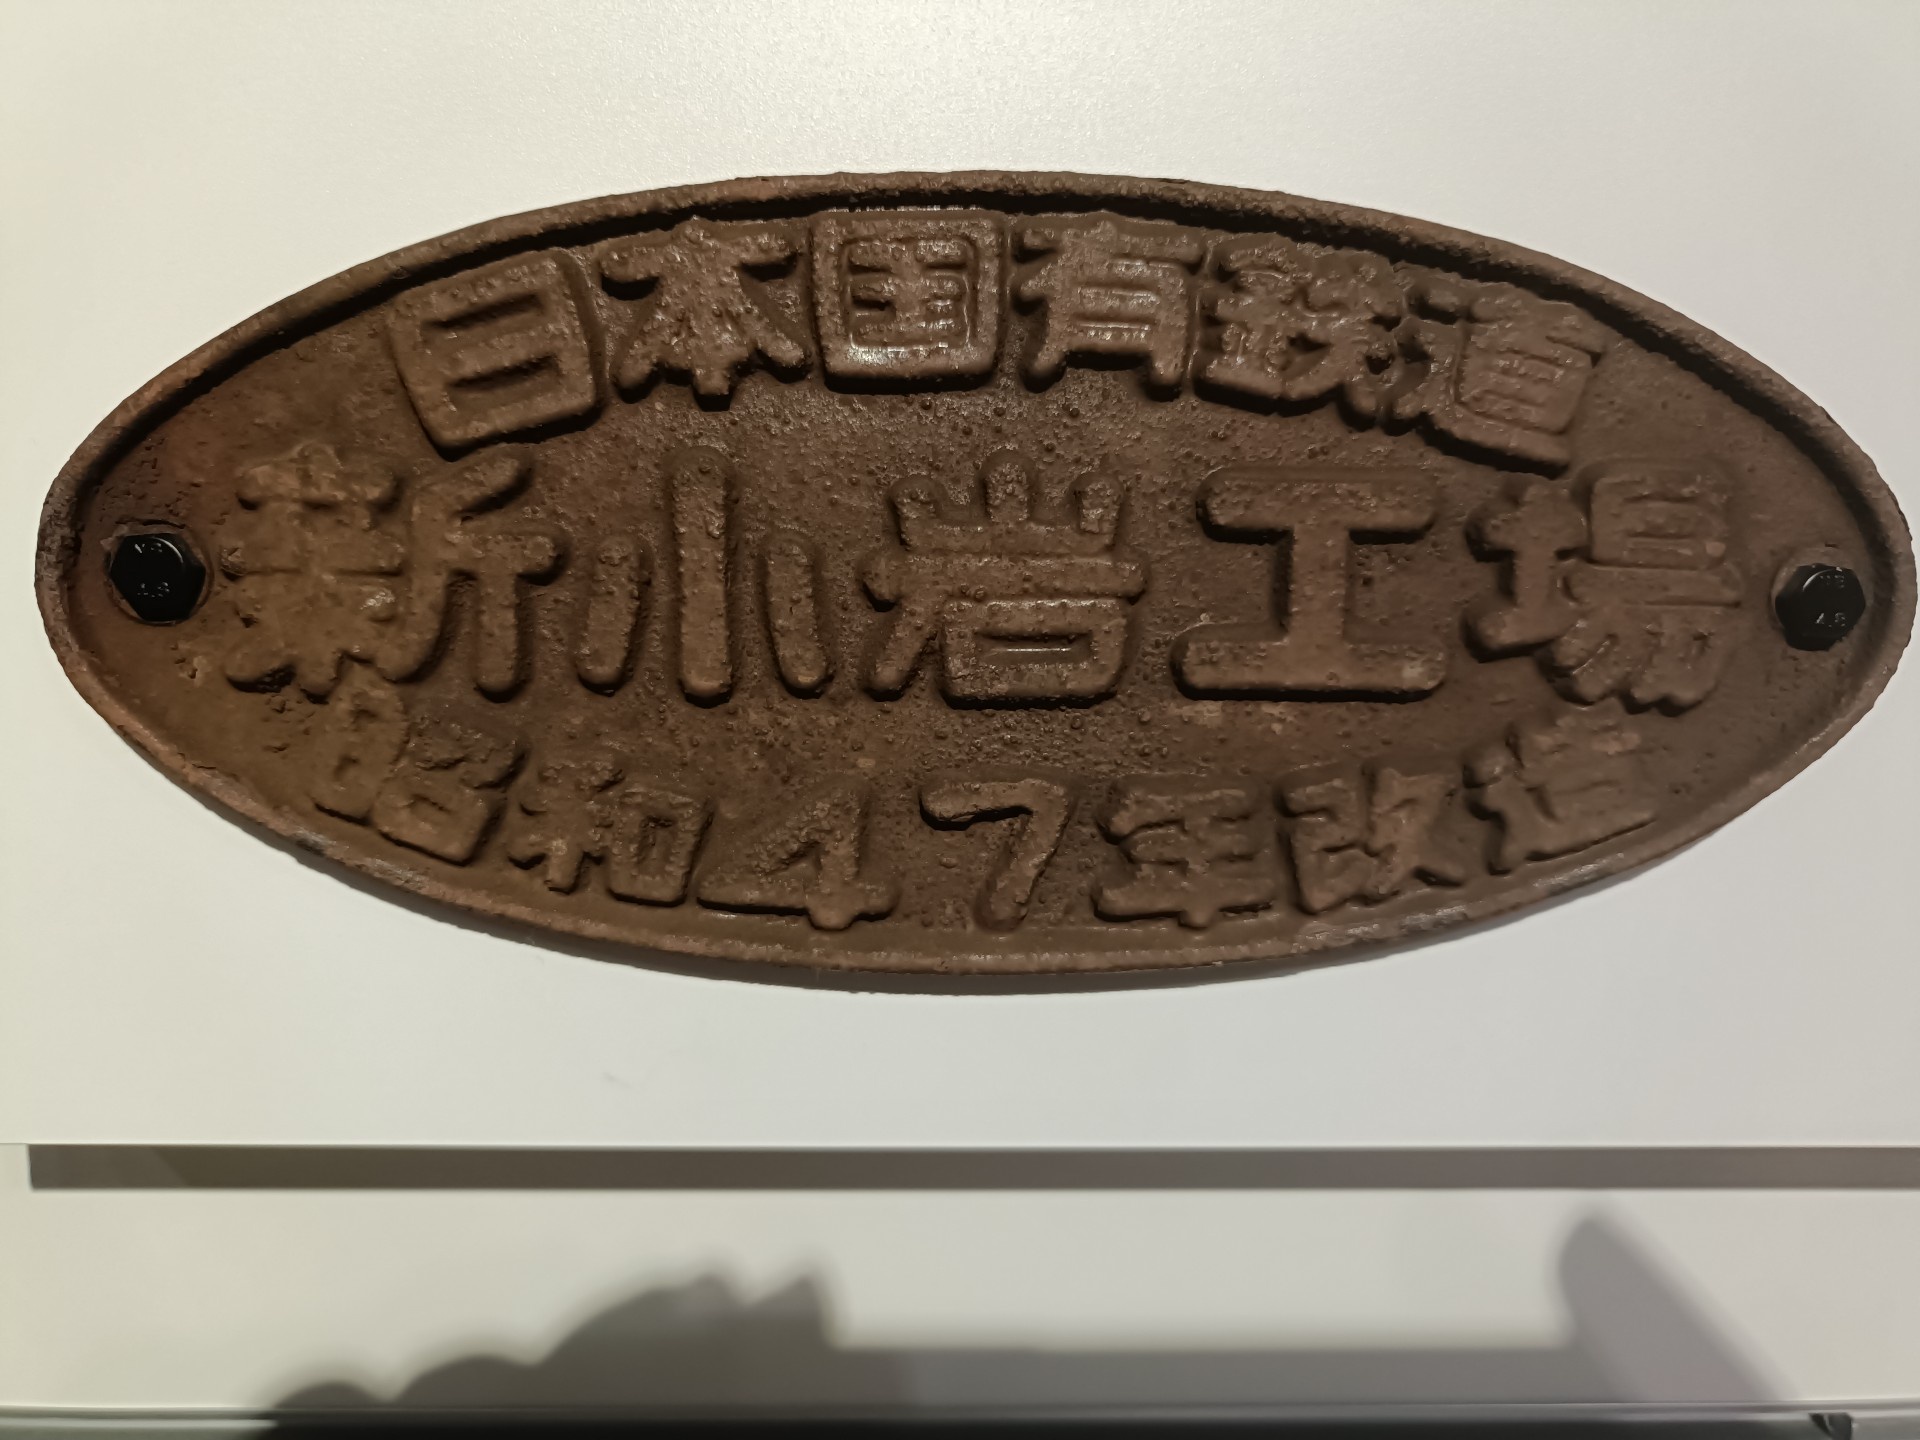 日本国有鉄道
新小岩工場
昭和47年改造